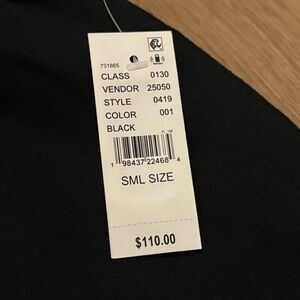 731865
CLASS 0130
VENDOR 25050
STYLE 0419
COLOR 001
BLACK
1 98437 22468 4
SML SIZE
$110.00